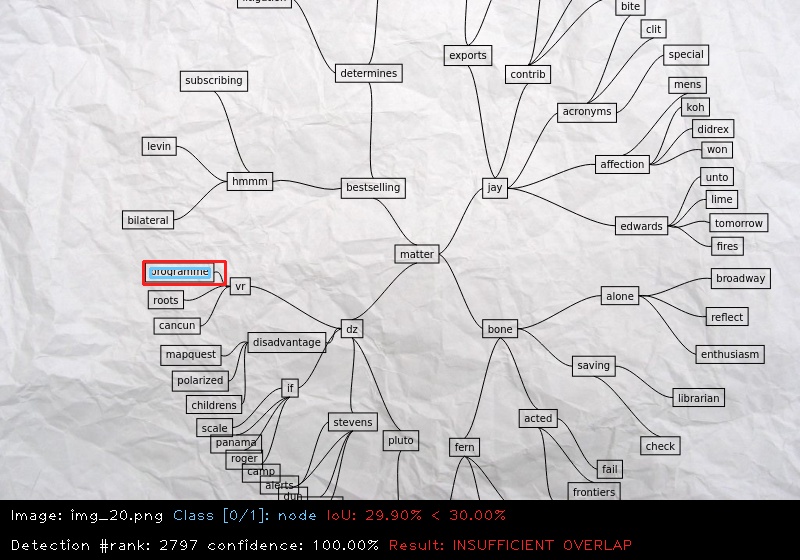 bite
clit
exports
special
determines
contrib
subscribing
mens
koh
acronyms
didrex
levin
won
affection
unto
hmmm
bestselling
jay
lime
bilateral
tomorrow
edwards
fires
matter
programme
broadway
vr
alone
roots
reflect
cancun
dz
bone
disadvantage
mapquest
enthusiasm
saving
polarized
if
librarian
childrens
acted
stevens
scale
pluto
panama
fern
check
roger
camp
fail
alerts
frontiers
Image: img_20.png Class [0/1]: node IoU: 29.90% < 30.00%
Detection #rank: 2797 confidence: 100.00% Result: INSUFFICIENT OVERLAP